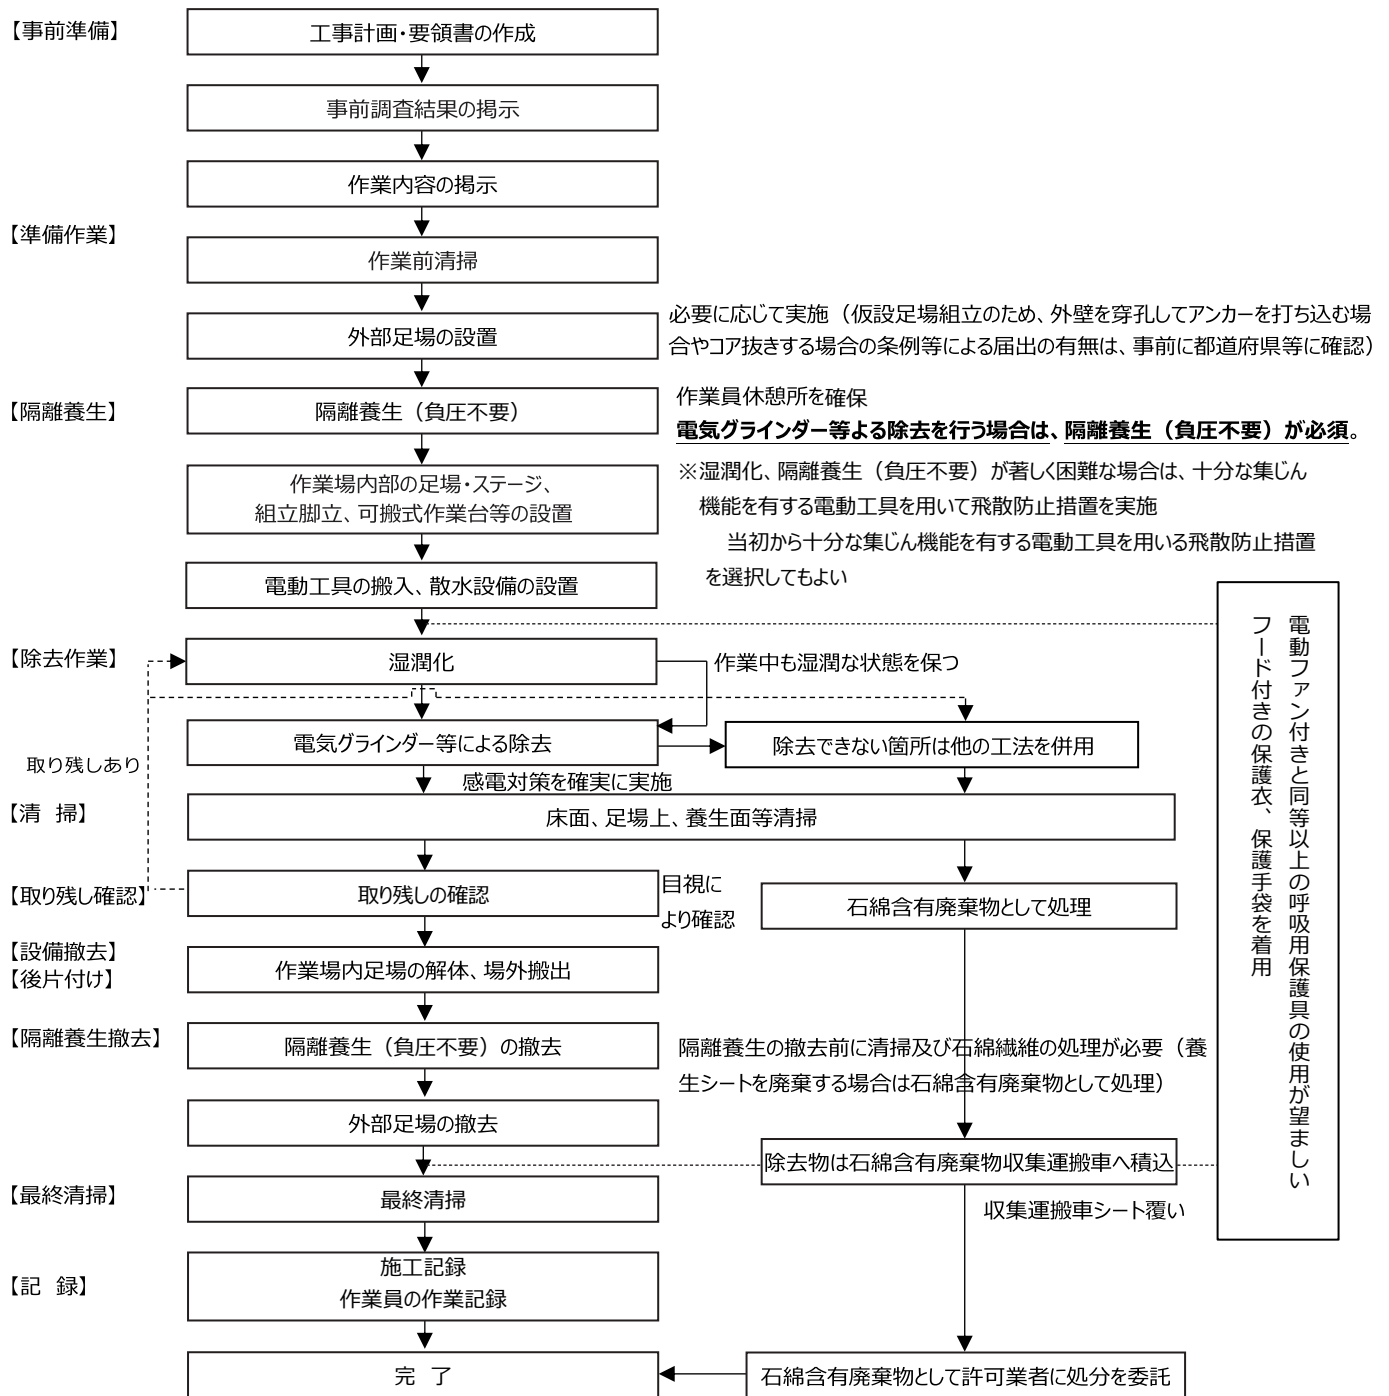 【事前準備】
工事計画・要領書の作成
事前調査結果の掲示
作業内容の掲示
【準備作業】
作業前清掃
外部足場の設置
必要に応じて実施（仮設足場組立のため、外壁を穿孔してアンカーを打ち込む場
合やコア抜きする場合の条例等による届出の有無は、事前に都道府県等に確認）
【隔離養生】
隔離養生（負圧不要）
作業員休憩所を確保
電気グラインダー等よる除去を行う場合は、隔離養生（負圧不要）が必須。
作業場内部の足場・ステージ、
組立脚立、可搬式作業台等の設置
※湿潤化、隔離養生（負圧不要）が著しく困難な場合は、十分な集じん
機能を有する電動工具を用いて飛散防止措置を実施
当初から十分な集じん機能を有する電動工具を用いる飛散防止措置
を選択してもよい
電動工具の搬入、散水設備の設置
電動ファン付きと同等以上の呼吸用保護具の使用が望ましい
フード付きの保護衣、保護手袋を着用
【除去作業】
湿潤化
作業中も湿潤な状態を保つ
電気グラインダー等による除去
除去できない箇所は他の工法を併用
取り残しあり
感電対策を確実に実施
【清　掃】
床面、足場上、養生面等清掃
【取り残し確認】
取り残しの確認
目視に
より確認
石綿含有廃棄物として処理
【設備撤去】
【後片付け】
作業場内足場の解体、場外搬出
【隔離養生撤去】
隔離養生（負圧不要）の撤去
隔離養生の撤去前に清掃及び石綿繊維の処理が必要（養
生シートを廃棄する場合は石綿含有廃棄物として処理）
外部足場の撤去
除去物は石綿含有廃棄物収集運搬車へ積込
【最終清掃】
最終清掃
収集運搬車シート覆い
【記　録】
施工記録
作業員の作業記録
完　了
石綿含有廃棄物として許可業者に処分を委託